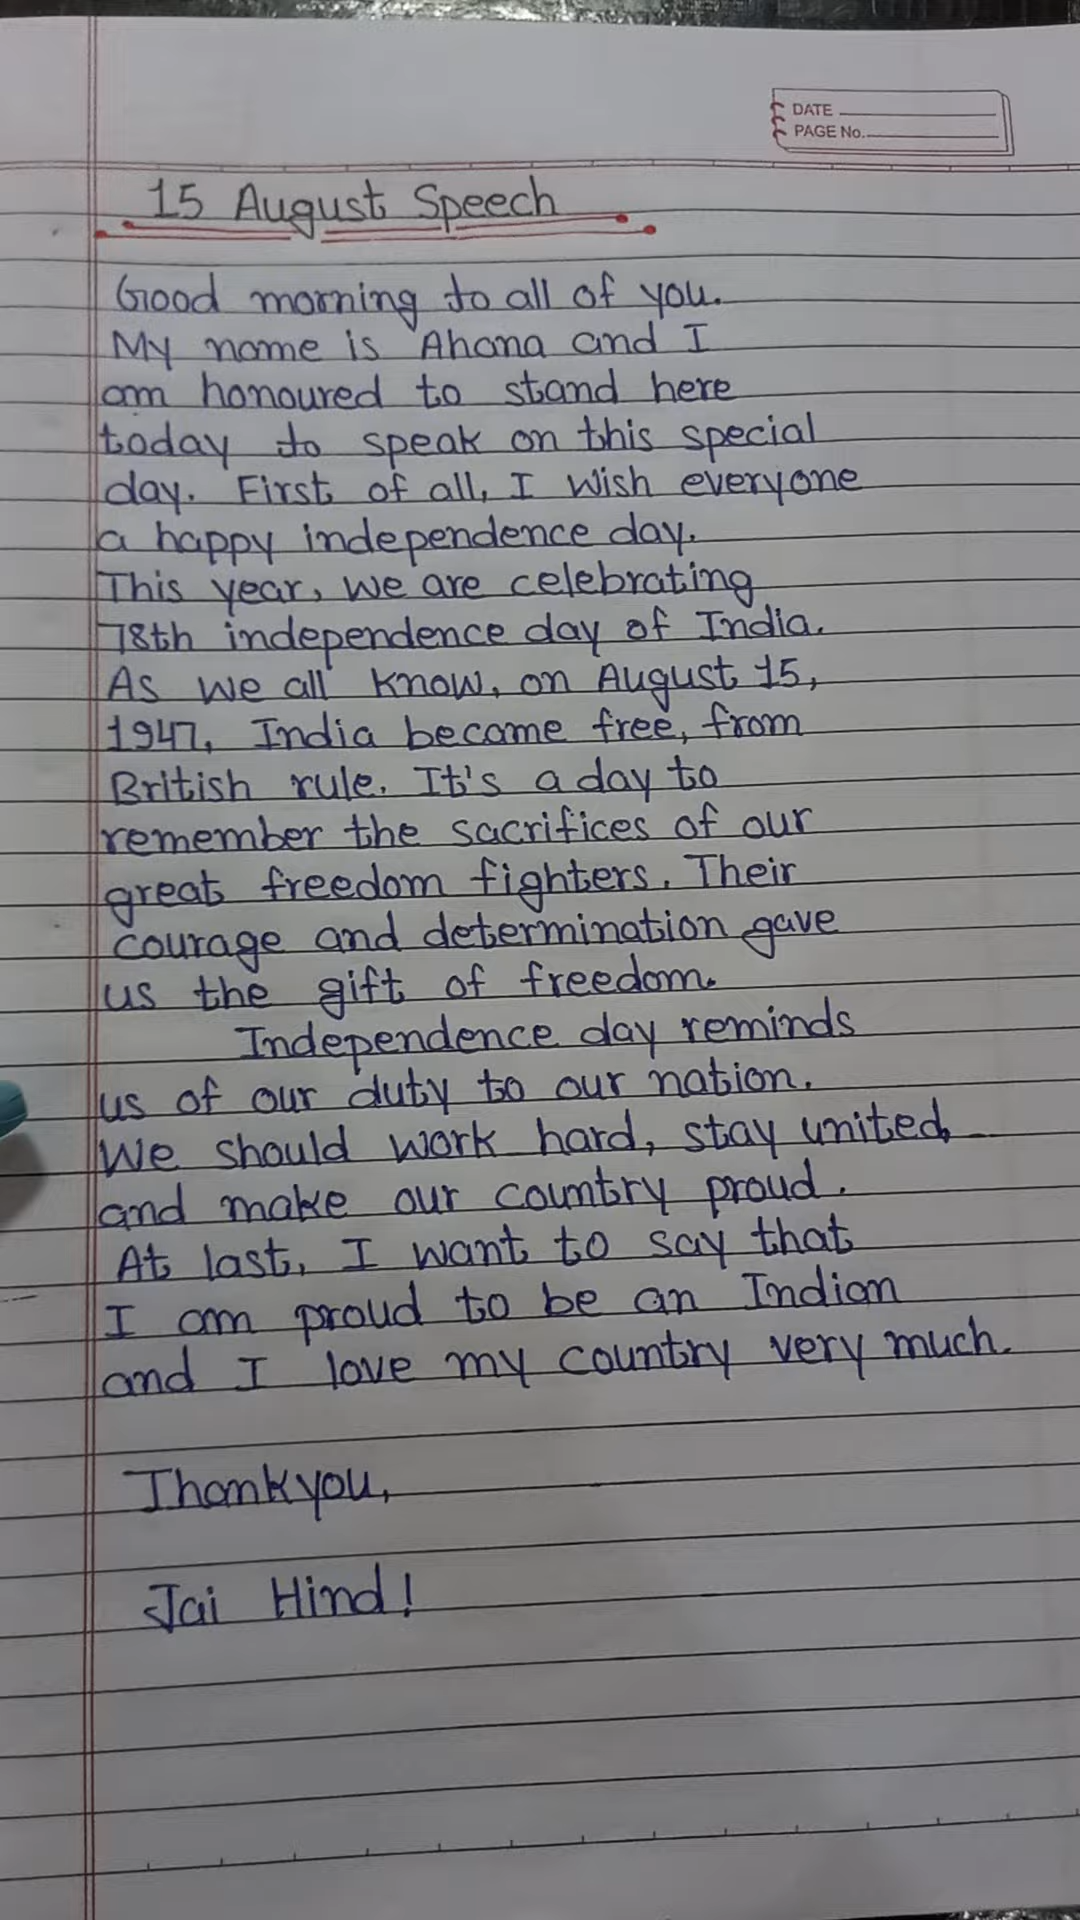 DATE
PAGE No.
15 August Speech
Good morning to all of you.
My name is Ahana and I
am honoured to stand here
today to speak on this special
day. First of all, I wish everyone
a happy independence day.
This year, we are celebrating
78th independence day of India.
As we all know, on August 15,
1947, India became free, from
British rule. It's a day to
remember the sacrifices of our
great freedom fighters. Their
courage and determination gave
us the gift of freedom.
Independence day reminds
us of our duty to our nation.
We should work hard, stay united,
and make our country proud.
At last, I want to say that
I am proud to be an Indian
and I love my country very much.
Thankyou,
Jai Hind!